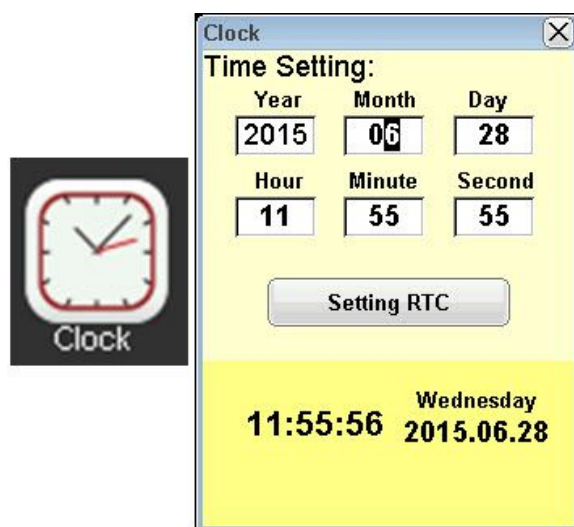 Clock
Clock
Time Setting:
Year Month Day
2015 06 28
Hour Minute Second
11 55 55
Setting RTC
11:55:56
Wednesday
2015.06.28